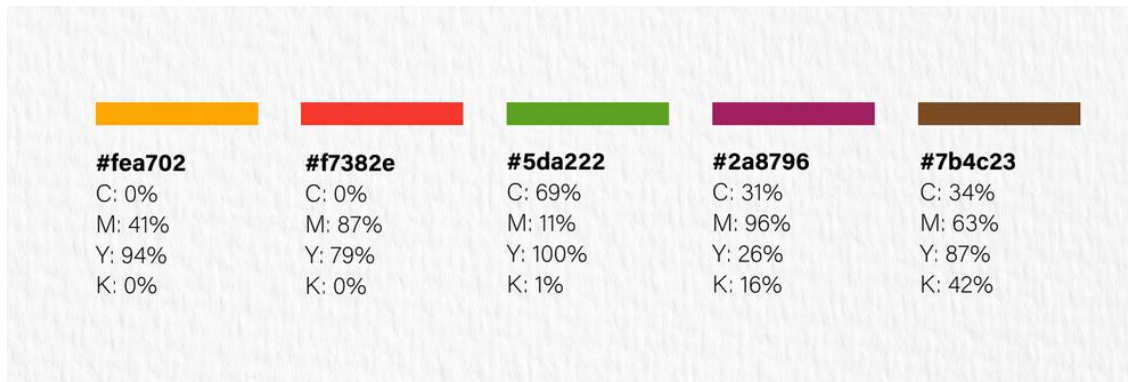 #fea702
C: 0%
M: 41%
Y: 94%
K: 0%
#f7382e
C: 0%
M: 87%
Y: 79%
K: 0%
#5da222
C: 69%
M: 11%
Y: 100%
K: 1%
#2a8796
C: 31%
M: 96%
Y: 26%
K: 16%
#7b4c23
C: 34%
M: 63%
Y: 87%
K: 42%